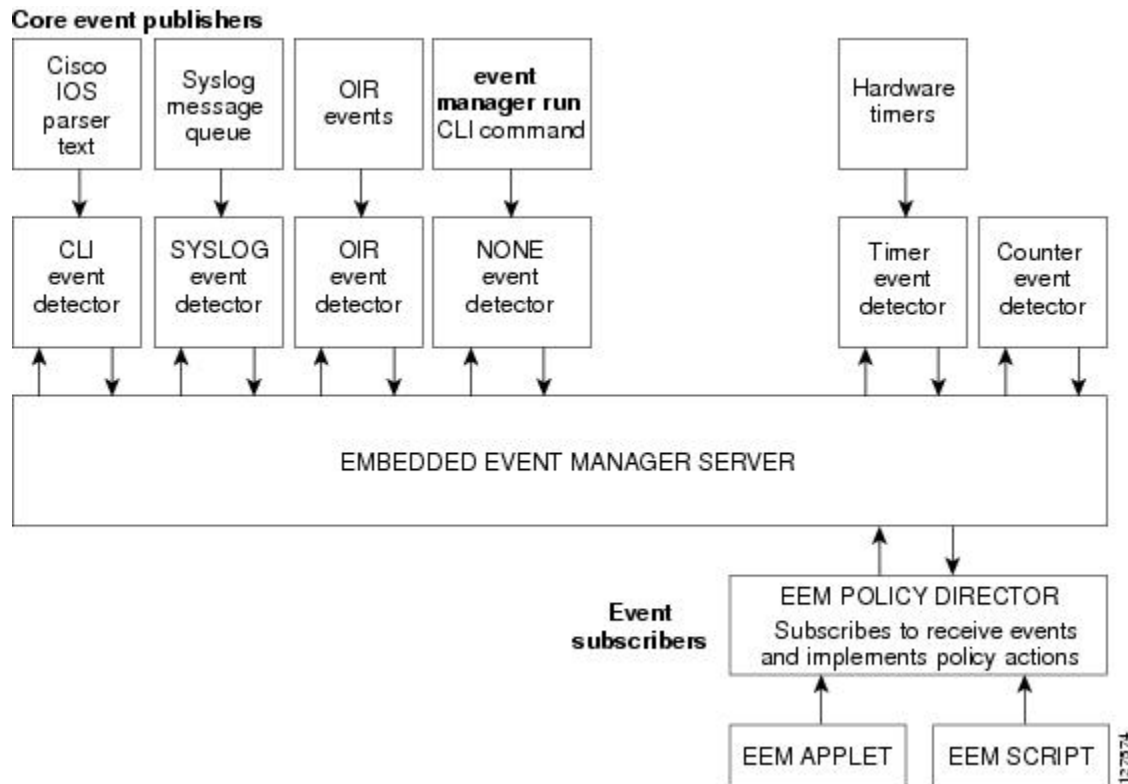 Core event publishers
Cisco
IOS
parser
text
Syslog
message
queue
OIR
events
event
manager run
CLI command
Hardware
timers
CLI
event
detector
SYSLOG
event
detector
OIR
event
detector
NONE
event
detector
Timer
event
detector
Counter
event
detector
EMBEDDED EVENT MANAGER SERVER
Event
subscribers
EEM POLICY DIRECTOR
Subscribes to receive events
and implements policy actions
EEM APPLET
EEM SCRIPT